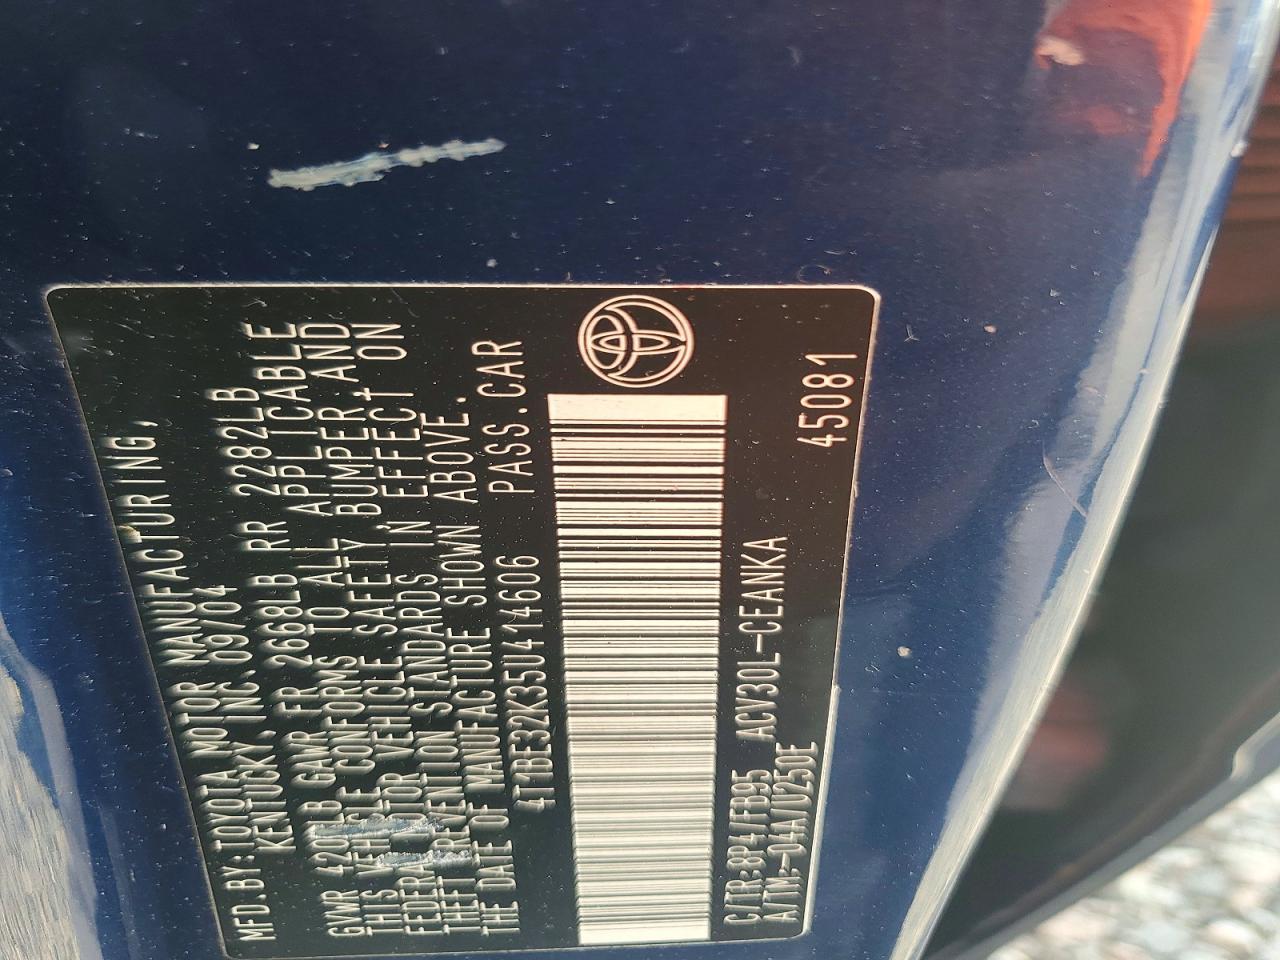 MFD.BY:TOYOTA MOTOR MANUFACTURING,
KENTUCKY, INC. 09/04
GVWR 4201LB GAWR FR 2668LB RR 2282LB
THIS VEHICLE CONFORMS TO ALL APPLICABLE
FEDERAL MOTOR VEHICLE SAFETY, BUMPER, AND
THEFT PREVENTION STANDARDS IN EFFECT ON
THE DATE OF MANUFACTURE SHOWN ABOVE.
4T1BE32K35U414606 PASS.CAR
C/TR:8P4/FB95 ACV30L-CEANKA
A/TM:-04A/U250E
45081